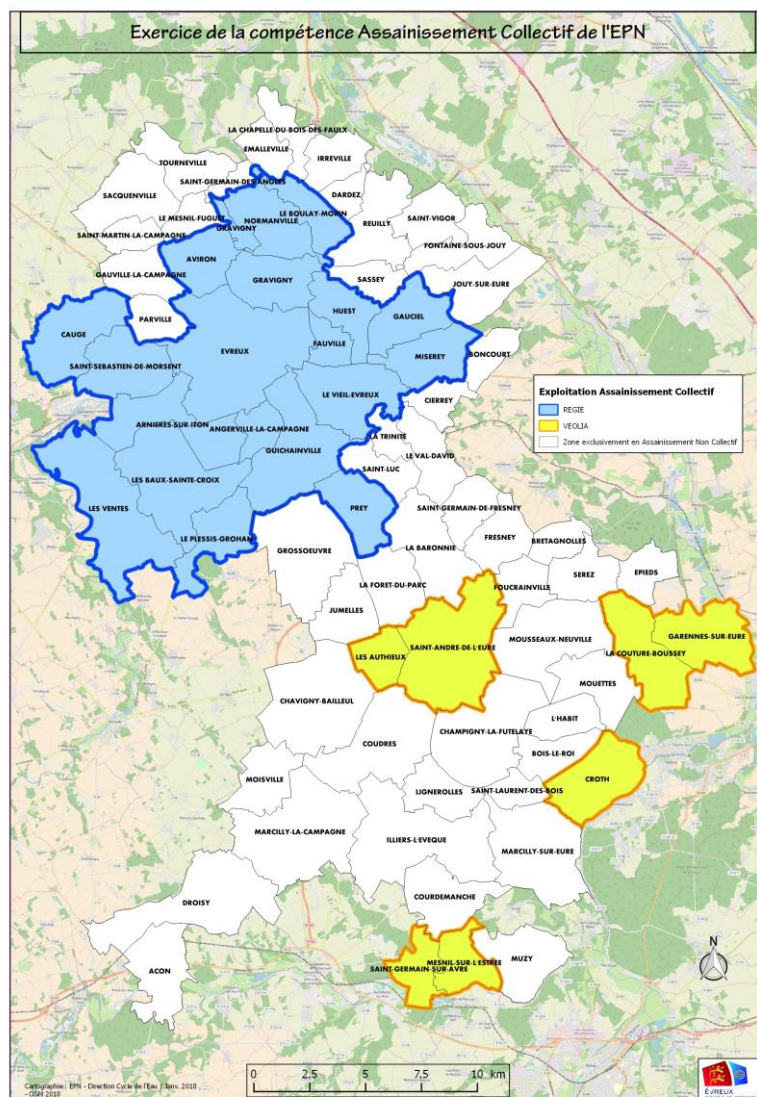 Exercice de la compétence Assainissement Collectif de l'EPN
LA CHAPELLE-DU-BOIS-DES-FAULX
EMALLEVILLE
TOURNEVILLE
IRREVILLE
SAINT-GERMAIN-DES-ANGLES
SACQUENVILLE
DARDEZ
LE MESNIL-FUGUET
LE BOULAY-MORIN
NORMANVILLE
REUILLY
SAINT-VIGOR
GRAVIGNY
SAINT-MARTIN-LA-CAMPAGNE
FONTAINE-SOUS-JOUY
AVIRON
GAUVILLE-LA-CAMPAGNE
GRAVIGNY
SASSEY
JOUY-SUR-EURE
HUEST
GAUCIEL
PARVILLE
CAUGE
FAUVILLE
EVREUX
MISEREY
BONCOURT
SAINT-SEBASTIEN-DE-MORSENT
Exploitation Assainissement Collectif
REGIE
VEOLIA
Zone exclusivement en Assainissement Non Collectif
LE VIEIL-EVREUX
CIERREY
ARNIERES-SUR-ITON
ANGERVILLE-LA-CAMPAGNE
LA TRINITE
GUICHAINVILLE
LE VAL-DAVID
SAINT-LUC
LES BAUX-SAINTE-CROIX
LES VENTES
PREY
SAINT-GERMAIN-DE-FRESNEY
LE PLESSIS-GROHAN
FRESNEY
BRETAGNOLLES
GROSSOEUVRE
LA BARONNIE
SEREZ
EPIEDS
LA FORET-DU-PARC
FOUCRAINVILLE
JUMELLES
MOUSSEAUX-NEUVILLE
GARENNES-SUR-EURE
SAINT-ANDRE-DE-L'EURE
LES AUTHIEUX
LA COUTURE-BOUSSEY
MOUETTES
CHAVIGNY-BAILLEUL
L'HABIT
CHAMPIGNY-LA-FUTELAYE
COUDRES
BOIS-LE-ROI
MOISVILLE
CROTH
LIGNEROLLES
SAINT-LAURENT-DES-BOIS
MARCILLY-LA-CAMPAGNE
ILLIERS-L'EVEQUE
MARCILLY-SUR-EURE
COURDEMANCHE
DROISY
MESNIL-SUR-L'ESTREE
MUZY
SAINT-GERMAIN-SUR-AVRE
ACON
N
0 2,5 5 7,5 10 km
Cartographie : EPN - Direction Cycle de l'Eau / Janv. 2018
- OSM 2018
ÉVREUX